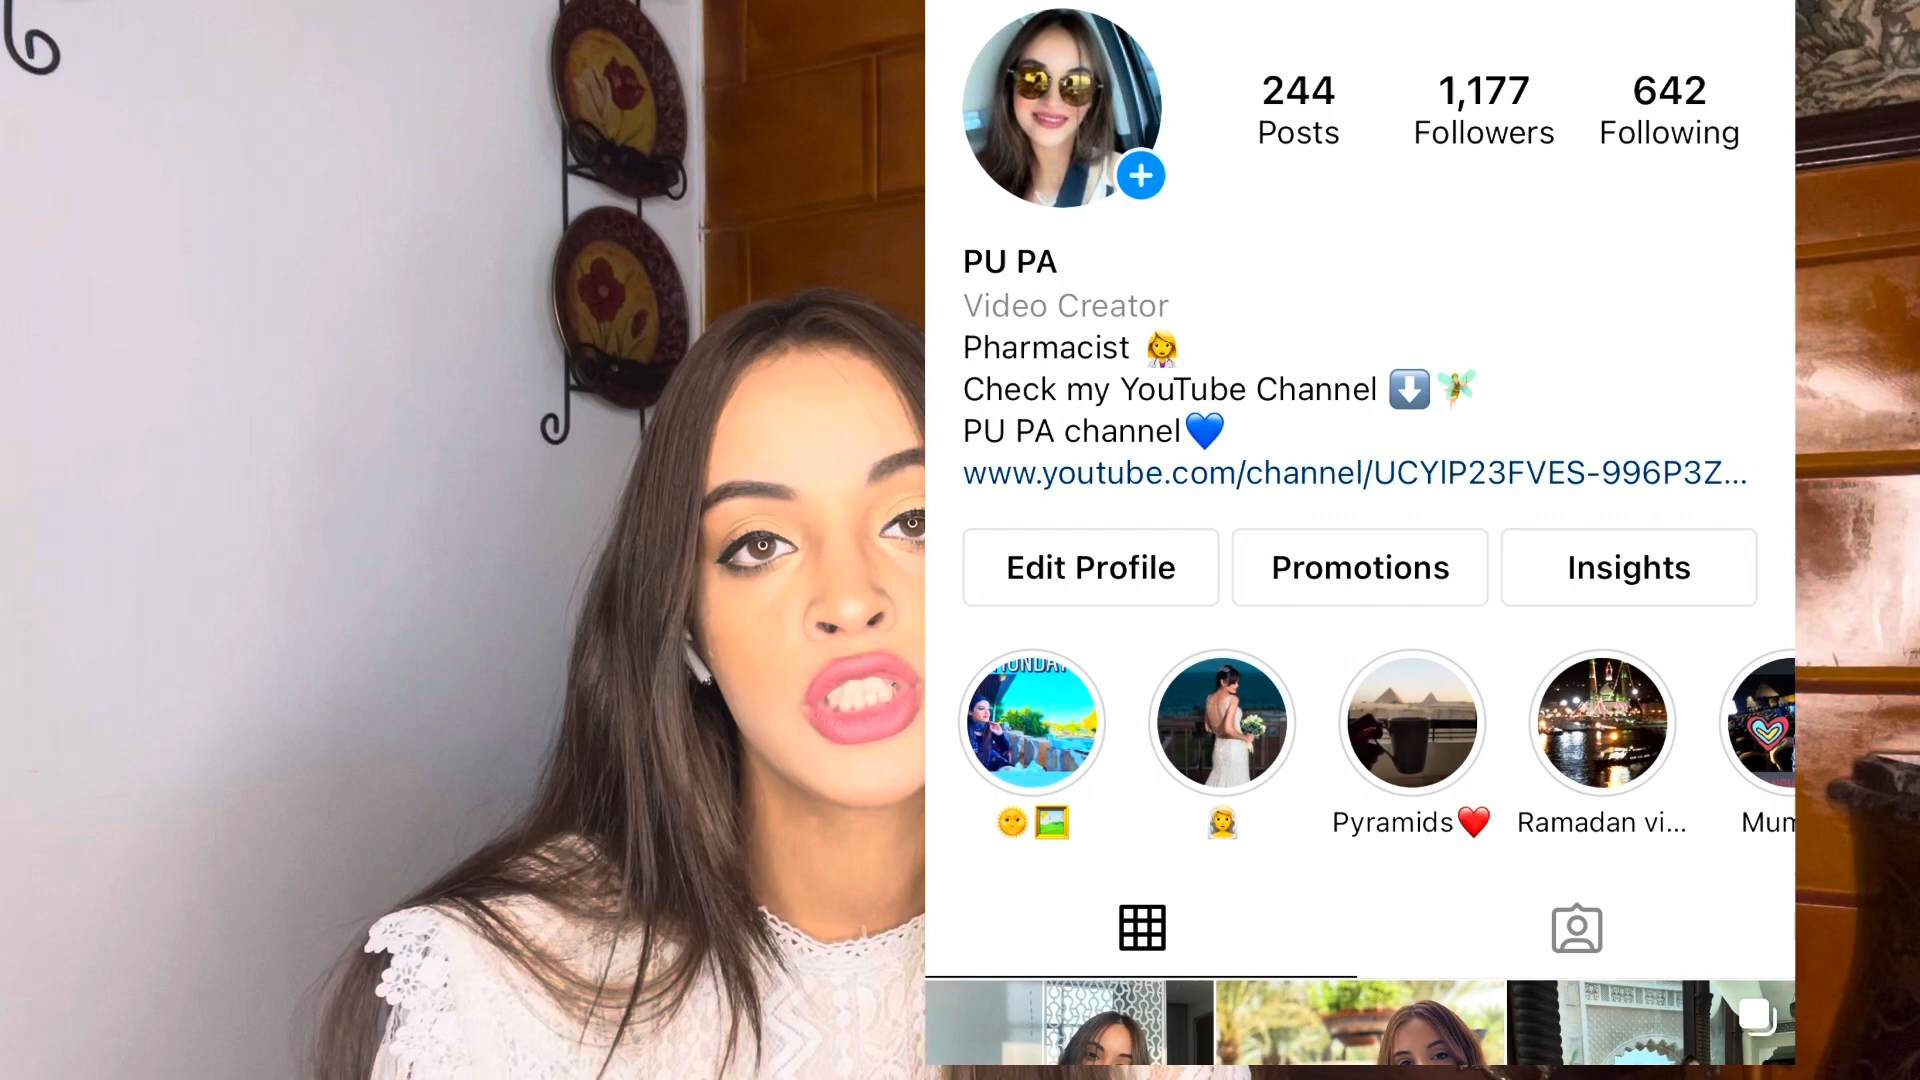 244 1,177 642
Posts Followers Following
PU PA
Video Creator
Pharmacist 👩‍⚕️
Check my YouTube Channel ⬇️🧚
PU PA channel💙
www.youtube.com/channel/UCYlP23FVES-996P3Z...
Edit Profile Promotions Insights
🌞🖼️ 👰 Pyramids❤️ Ramadan vi...